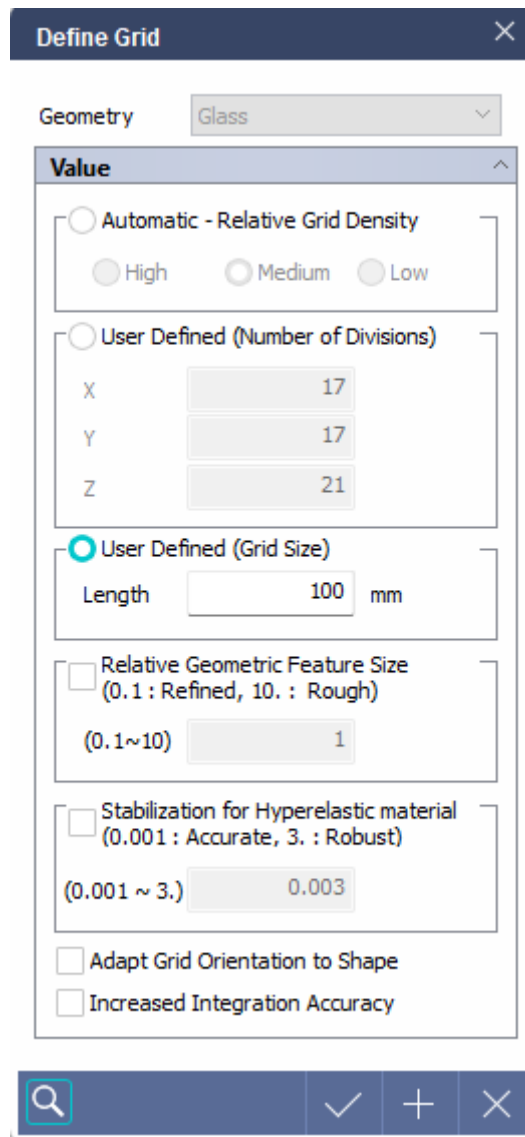 Define Grid
Geometry Glass
Value
Automatic - Relative Grid Density
High Medium Low
User Defined (Number of Divisions)
X 17
Y 17
Z 21
User Defined (Grid Size)
Length 100 mm
Relative Geometric Feature Size
(0.1 : Refined, 10. : Rough)
(0.1~10) 1
Stabilization for Hyperelastic material
(0.001 : Accurate, 3. : Robust)
(0.001 ~ 3.) 0.003
Adapt Grid Orientation to Shape
Increased Integration Accuracy